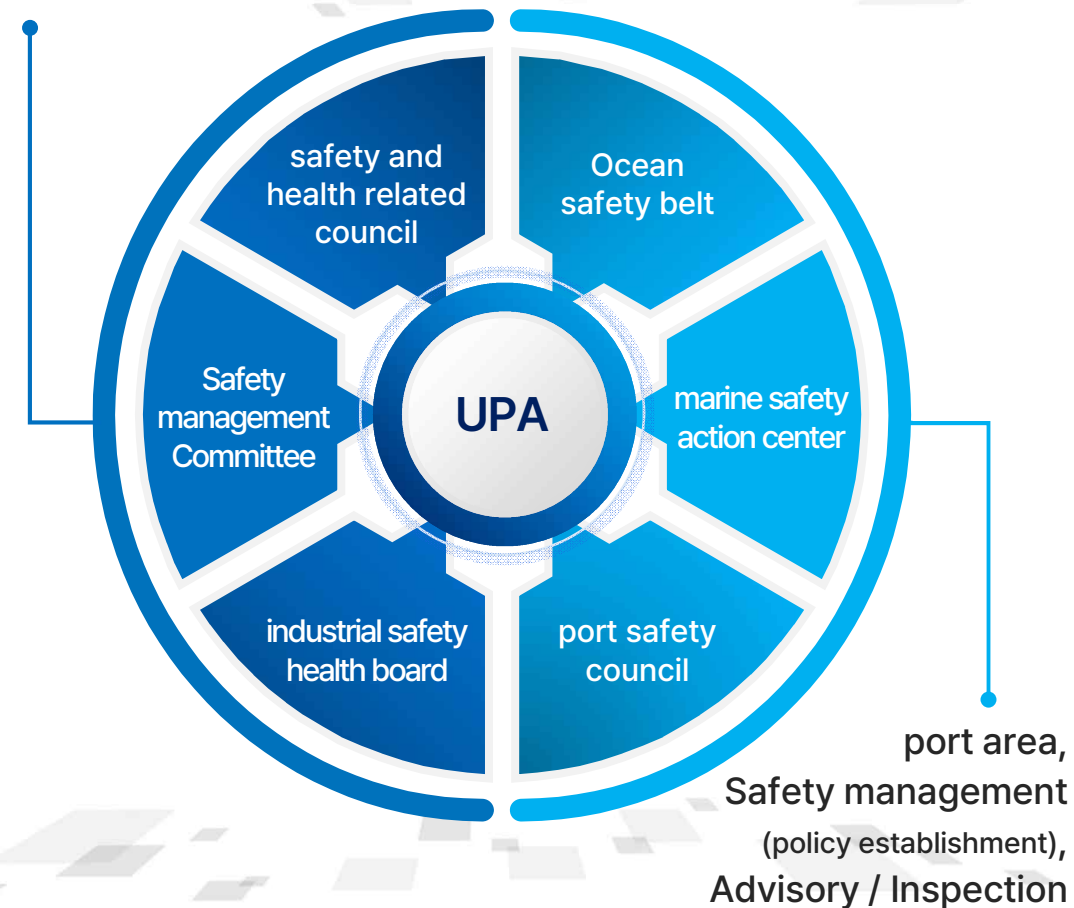 safety and
health related
council
Ocean
safety belt
Safety
management
Committee
UPA
marine safety
action center
industrial safety
health board
port safety
council
port area,
Safety management
(policy establishment),
Advisory / Inspection